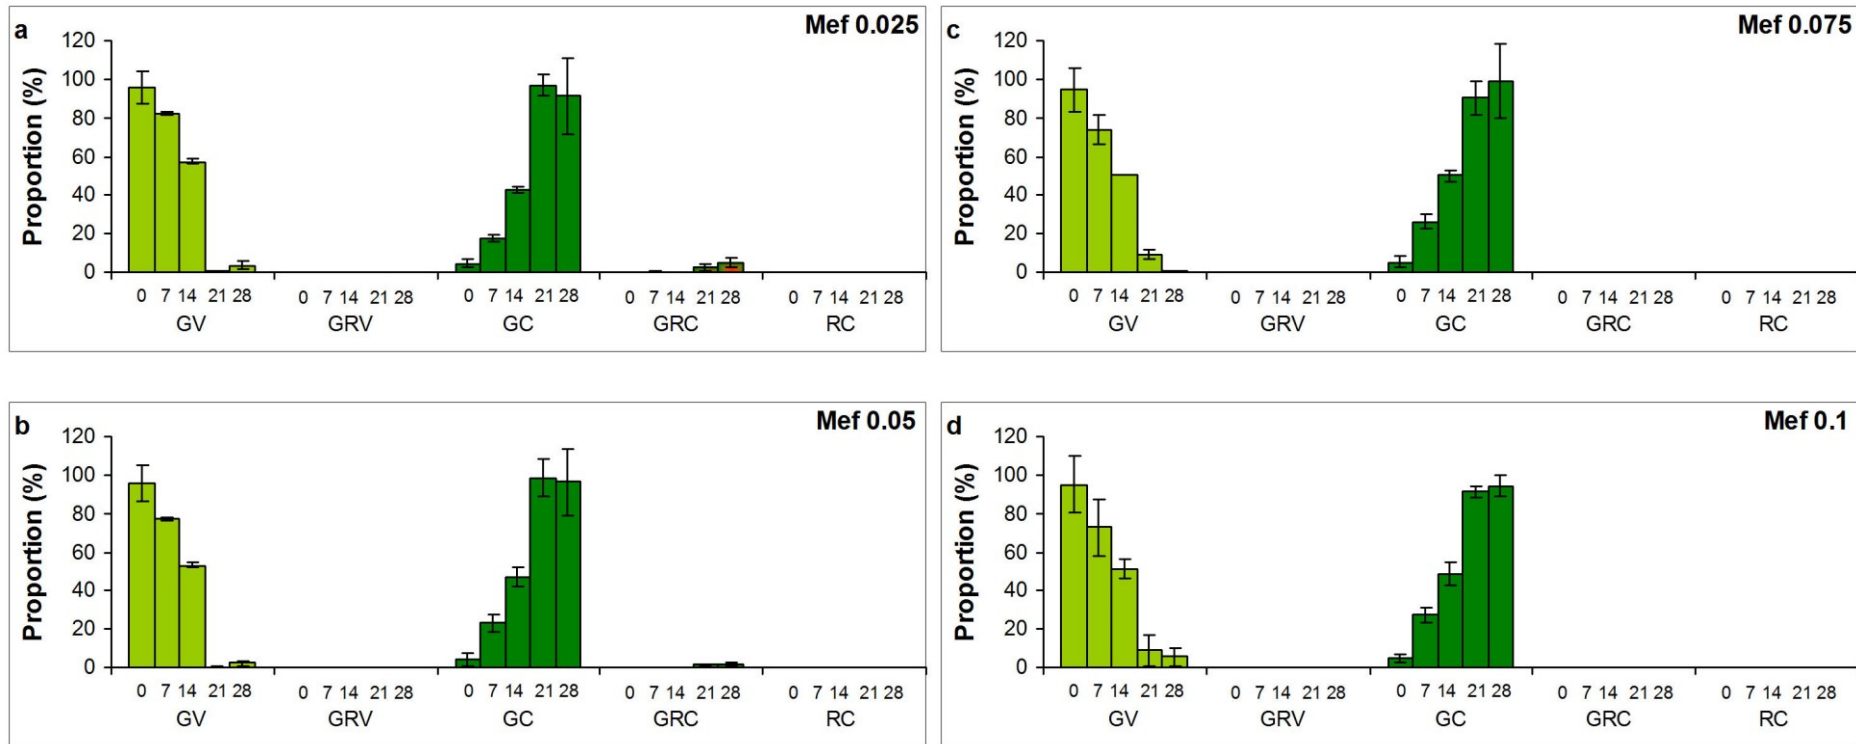 a
Mef 0.025
Proportion (%)
120
100
80
60
40
20
0
0 7 14 21 28 0 7 14 21 28 0 7 14 21 28 0 7 14 21 28 0 7 14 21 28
GV GRV GC GRC RC
c
Mef 0.075
Proportion (%)
120
100
80
60
40
20
0
0 7 14 21 28 0 7 14 21 28 0 7 14 21 28 0 7 14 21 28 0 7 14 21 28
GV GRV GC GRC RC
b
Mef 0.05
Proportion (%)
120
100
80
60
40
20
0
0 7 14 21 28 0 7 14 21 28 0 7 14 21 28 0 7 14 21 28 0 7 14 21 28
GV GRV GC GRC RC
d
Mef 0.1
Proportion (%)
120
100
80
60
40
20
0
0 7 14 21 28 0 7 14 21 28 0 7 14 21 28 0 7 14 21 28 0 7 14 21 28
GV GRV GC GRC RC